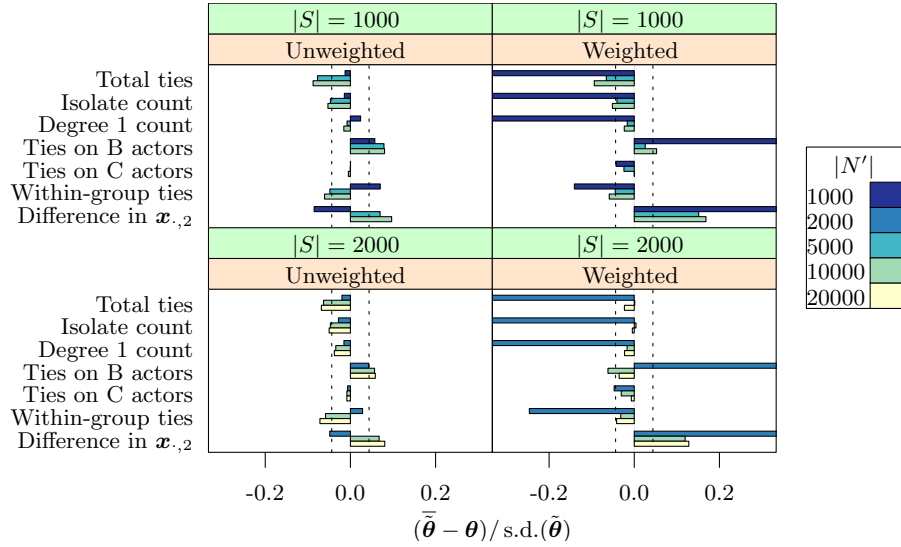 |S| = 1000
|S| = 1000
Unweighted
Weighted
Total ties
Isolate count
Degree 1 count
Ties on B actors
Ties on C actors
Within-group ties
Difference in x·,2
|S| = 2000
|S| = 2000
Unweighted
Weighted
Total ties
Isolate count
Degree 1 count
Ties on B actors
Ties on C actors
Within-group ties
Difference in x·,2
-0.2 0.0 0.2 -0.2 0.0 0.2
(θ̃̅ − θ) / s.d.(θ̃)
|N′|
1000
2000
5000
10000
20000